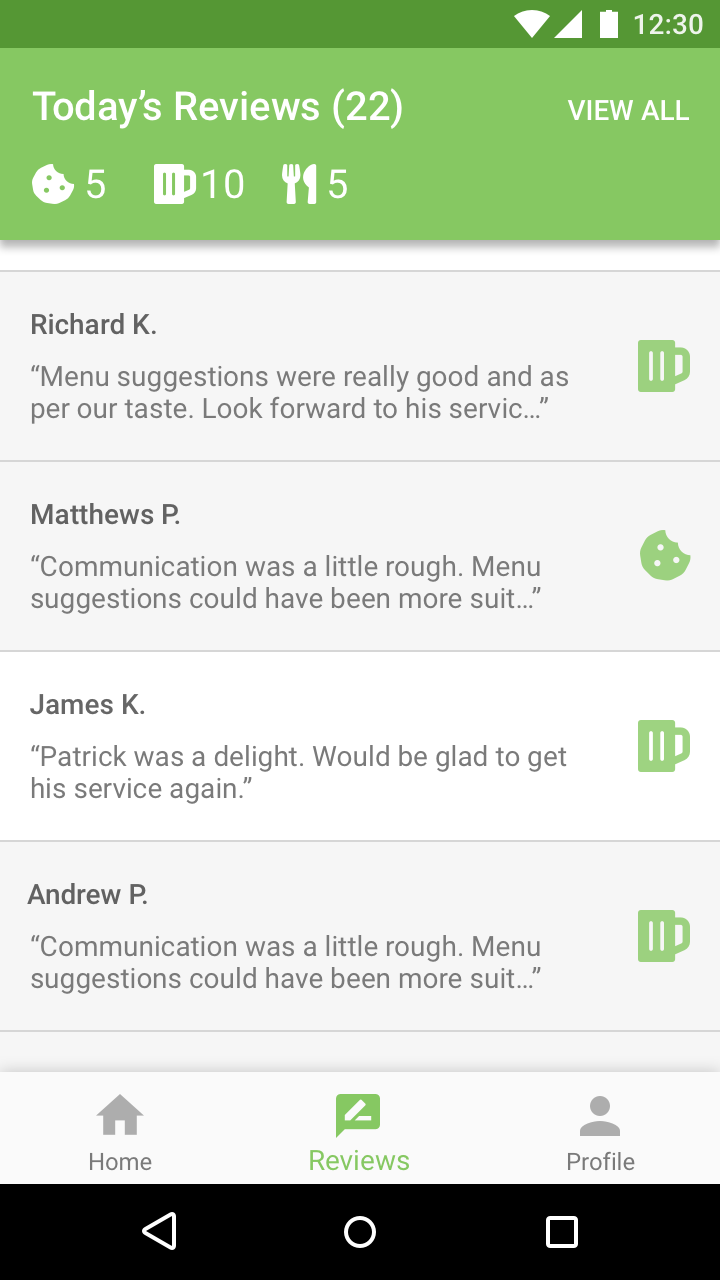 12:30
Today’s Reviews (22)
VIEW ALL
5
10
5
Richard K.
“Menu suggestions were really good and as
per our taste. Look forward to his servic...”
Matthews P.
“Communication was a little rough. Menu
suggestions could have been more suit...”
James K.
“Patrick was a delight. Would be glad to get
his service again.”
Andrew P.
“Communication was a little rough. Menu
suggestions could have been more suit...”
Home
Reviews
Profile